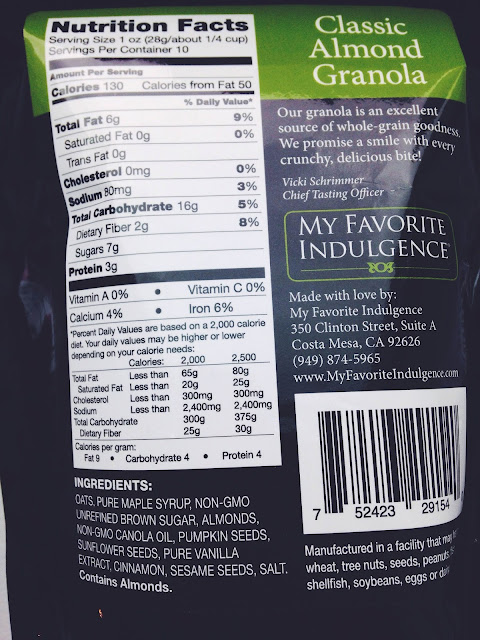 Nutrition Facts
Serving Size 1 oz (28g/about 1/4 cup)
Servings Per Container 10
Amount Per Serving
Calories 130 Calories from Fat 50
% Daily Value*
Total Fat 6g 9%
Saturated Fat 0g 0%
Trans Fat 0g
Cholesterol 0mg 0%
Sodium 80mg 3%
Total Carbohydrate 16g 5%
Dietary Fiber 2g 8%
Sugars 7g
Protein 3g
Vitamin A 0% • Vitamin C 0%
Calcium 4% • Iron 6%
*Percent Daily Values are based on a 2,000 calorie
diet. Your daily values may be higher or lower
depending on your calorie needs:
Calories: 2,000 2,500
Total Fat Less than 65g 80g
Saturated Fat Less than 20g 25g
Cholesterol Less than 300mg 300mg
Sodium Less than 2,400mg 2,400mg
Total Carbohydrate 300g 375g
Dietary Fiber 25g 30g
Calories per gram:
Fat 9 • Carbohydrate 4 • Protein 4
INGREDIENTS:
OATS, PURE MAPLE SYRUP, NON-GMO
UNREFINED BROWN SUGAR, ALMONDS,
NON-GMO CANOLA OIL, PUMPKIN SEEDS,
SUNFLOWER SEEDS, PURE VANILLA
EXTRACT, CINNAMON, SESAME SEEDS, SALT.
Contains Almonds.
Classic
Almond
Granola
Our granola is an excellent
source of whole-grain goodness.
We promise a smile with every
crunchy, delicious bite!
Vicki Schrimmer
Chief Tasting Officer
MY FAVORITE
INDULGENCE®
Made with love by:
My Favorite Indulgence
350 Clinton Street, Suite A
Costa Mesa, CA 92626
(949) 874-5965
www.MyFavoriteIndulgence.com
7 52423 29154
Manufactured in a facility that
wheat, tree nuts, seeds, peanuts,
shellfish, soybeans, eggs or